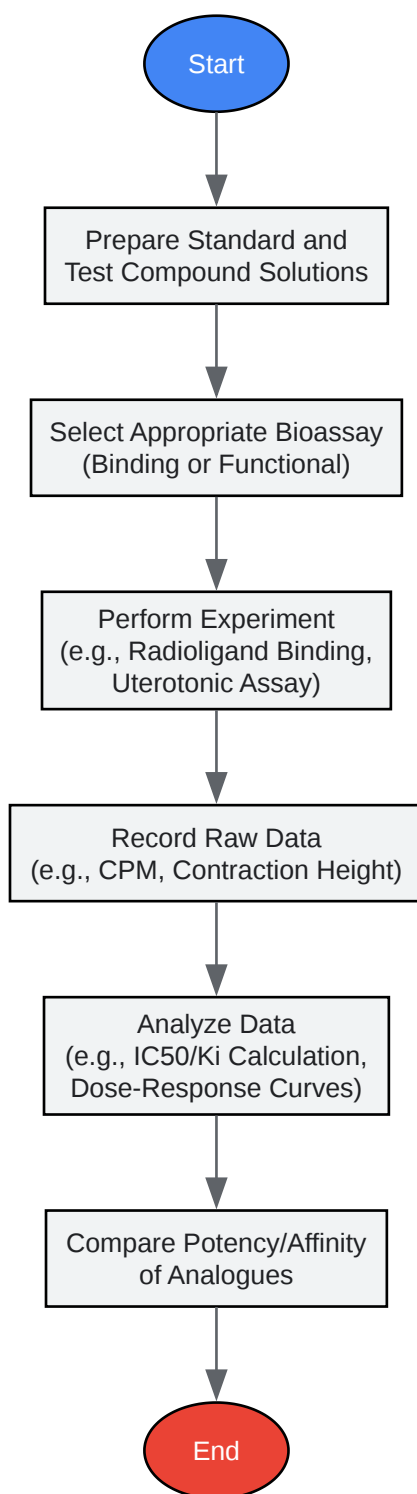 Start
Prepare Standard and
Test Compound Solutions
Select Appropriate Bioassay
(Binding or Functional)
Perform Experiment
(e.g., Radioligand Binding,
Uterotonic Assay)
Record Raw Data
(e.g., CPM, Contraction Height)
Analyze Data
(e.g., IC50/Ki Calculation,
Dose-Response Curves)
Compare Potency/Affinity
of Analogues
End